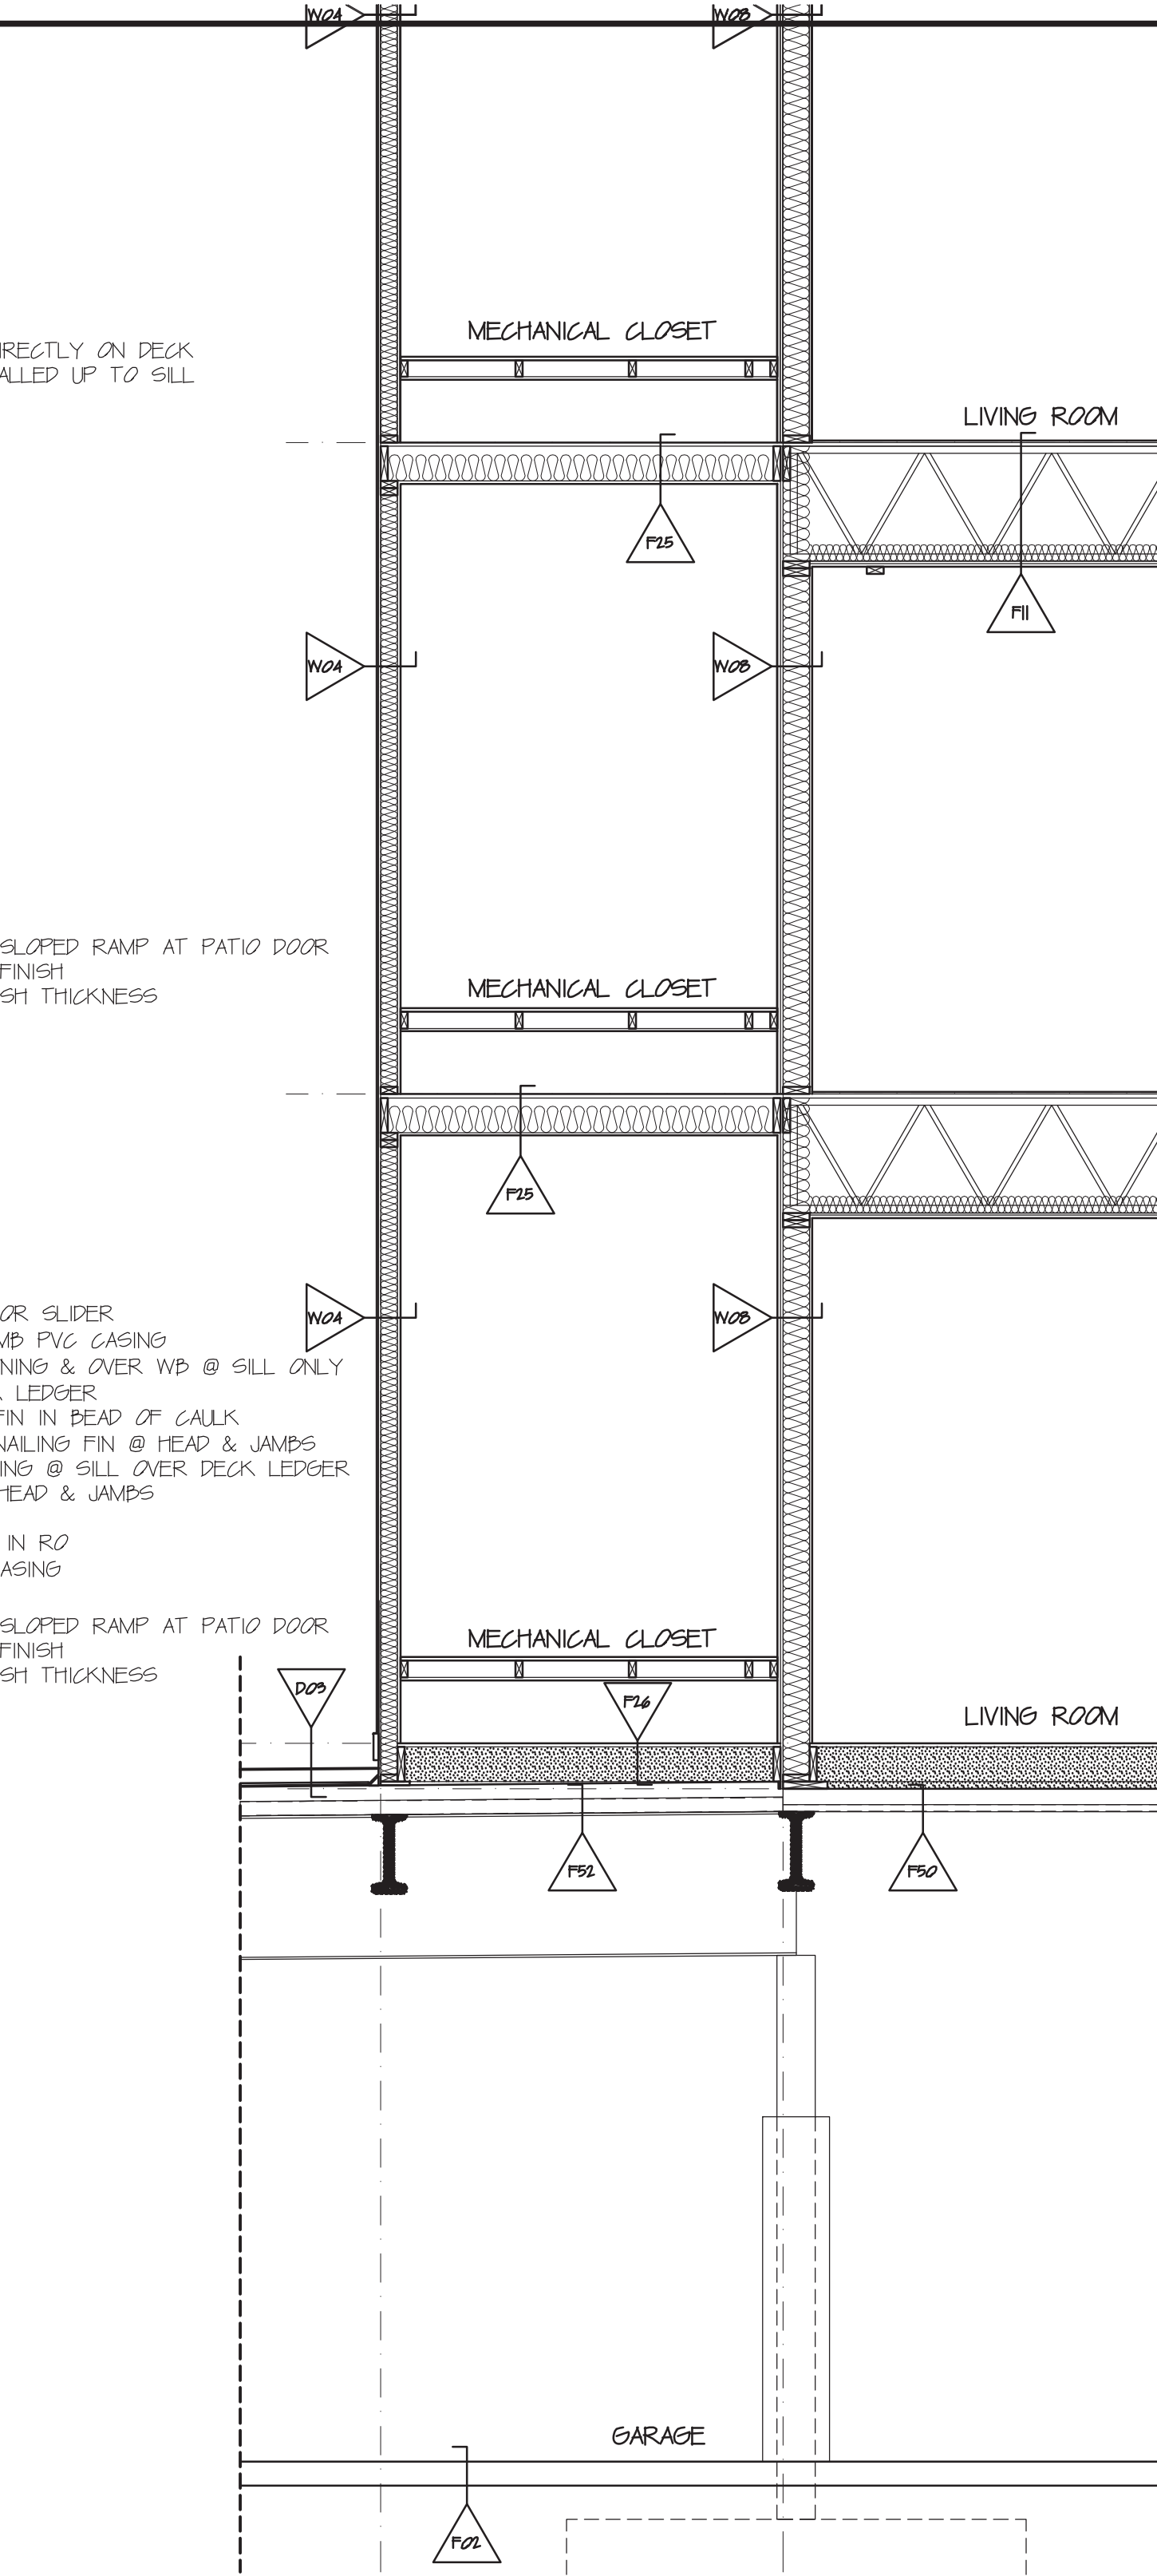 W04
W08
MECHANICAL CLOSET
IRECTLY ON DECK
ALLED UP TO SILL
LIVING ROOM
F25
F11
W04
W08
SLOPED RAMP AT PATIO DOOR
FINISH
SH THICKNESS
MECHANICAL CLOSET
F25
OR SLIDER
MB PVC CASING
NING & OVER WB @ SILL ONLY
LEDGER
FIN IN BEAD OF CAULK
NAILING FIN @ HEAD & JAMBS
ING @ SILL OVER DECK LEDGER
HEAD & JAMBS
IN RO
ASING
W04
W08
SLOPED RAMP AT PATIO DOOR
FINISH
SH THICKNESS
MECHANICAL CLOSET
D03
F26
LIVING ROOM
F52
F50
GARAGE
F02